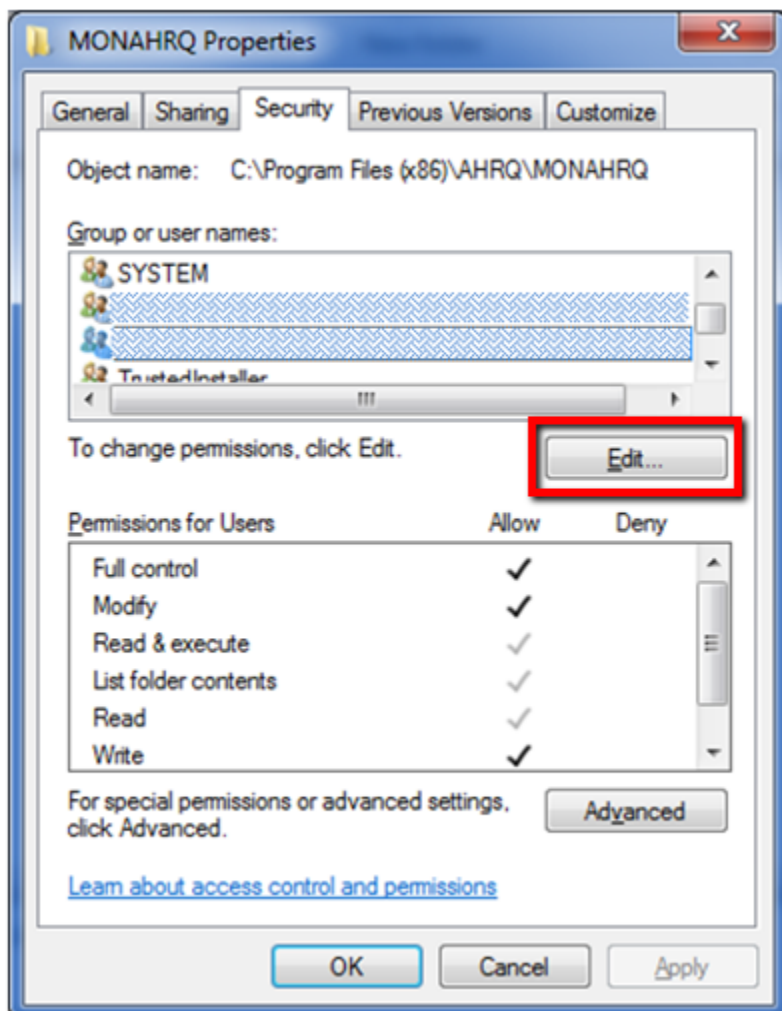 MONAHRQ Properties
General Sharing Security Previous Versions Customize
Object name: C:\Program Files (x86)\AHRQ\MONAHRQ
Group or user names:
SYSTEM
TrustedInstaller
To change permissions, click Edit.
Edit...
Permissions for Users Allow Deny
Full control
Modify
Read & execute
List folder contents
Read
Write
For special permissions or advanced settings,
click Advanced.
Advanced
Learn about access control and permissions
OK Cancel Apply